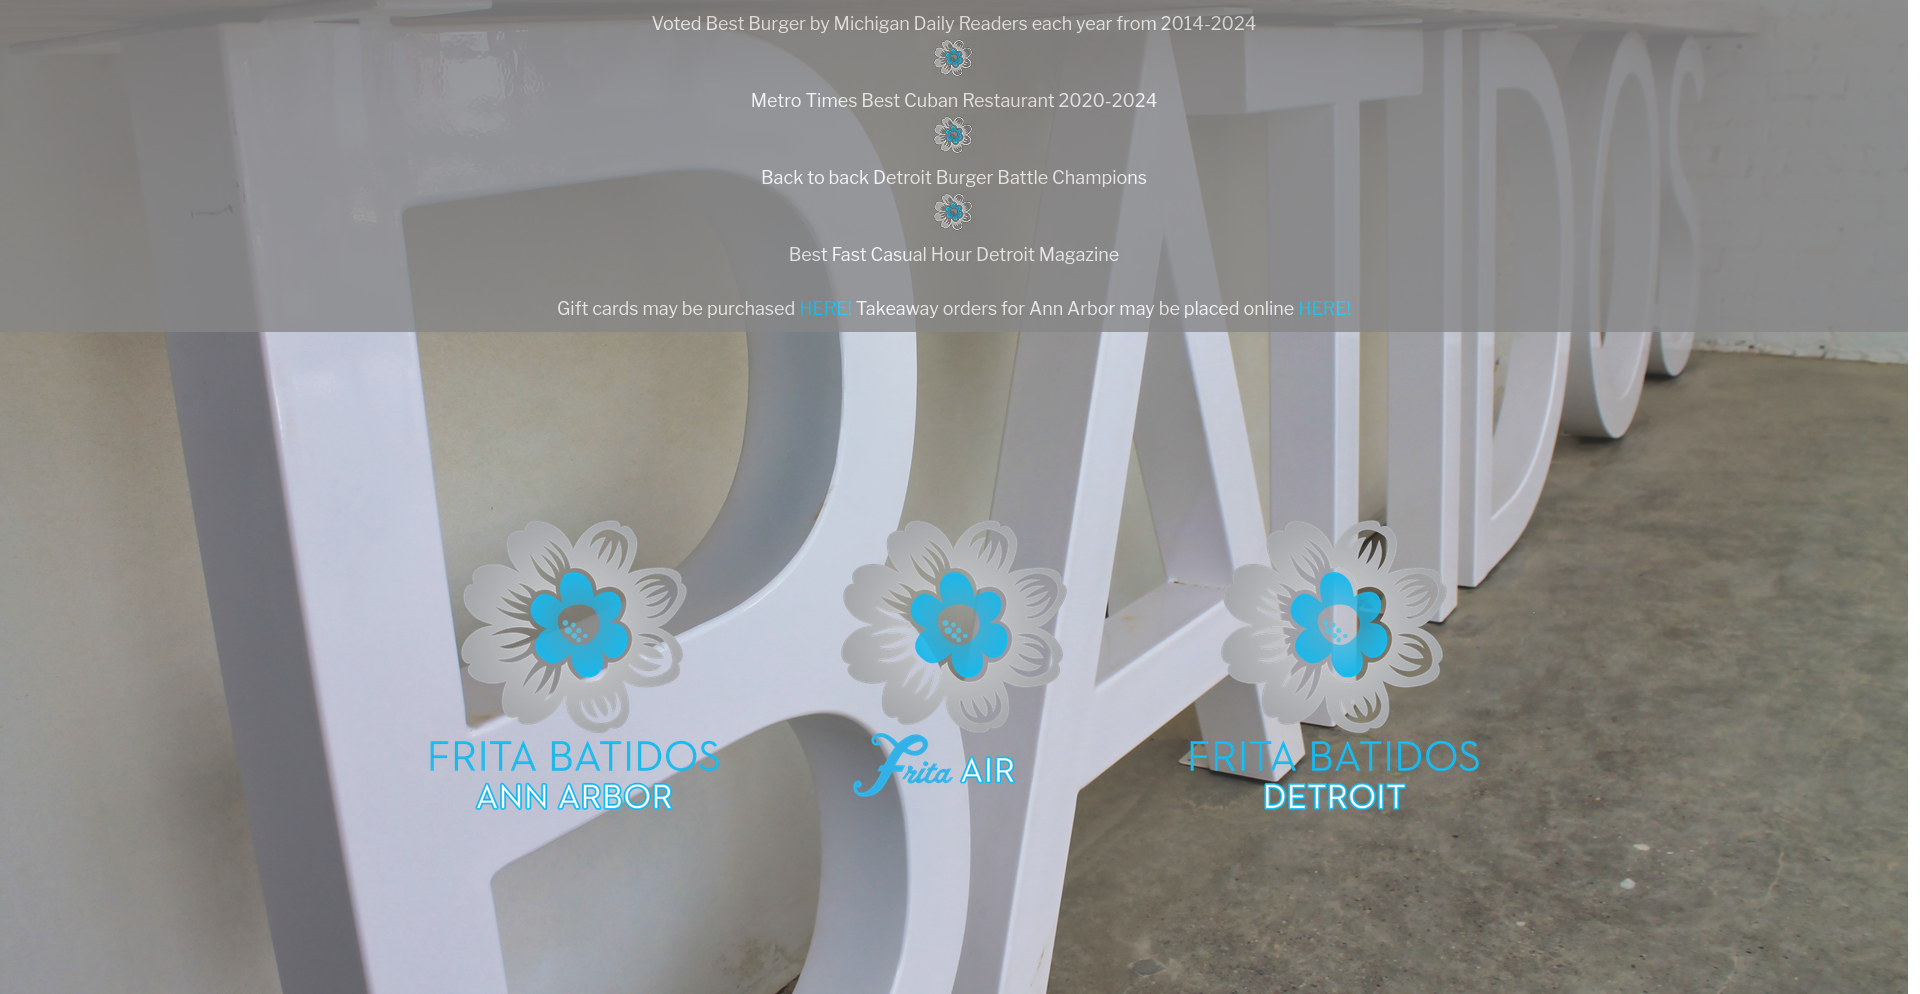 Voted Best Burger by Michigan Daily Readers each year from 2014-2024
Metro Times Best Cuban Restaurant 2020-2024
Back to back Detroit Burger Battle Champions
Best Fast Casual Hour Detroit Magazine
Gift cards may be purchased HERE! Takeaway orders for Ann Arbor may be placed online HERE!
BATIDOS
FRITA BATIDOS
ANN ARBOR
Frita AIR
FRITA BATIDOS
DETROIT